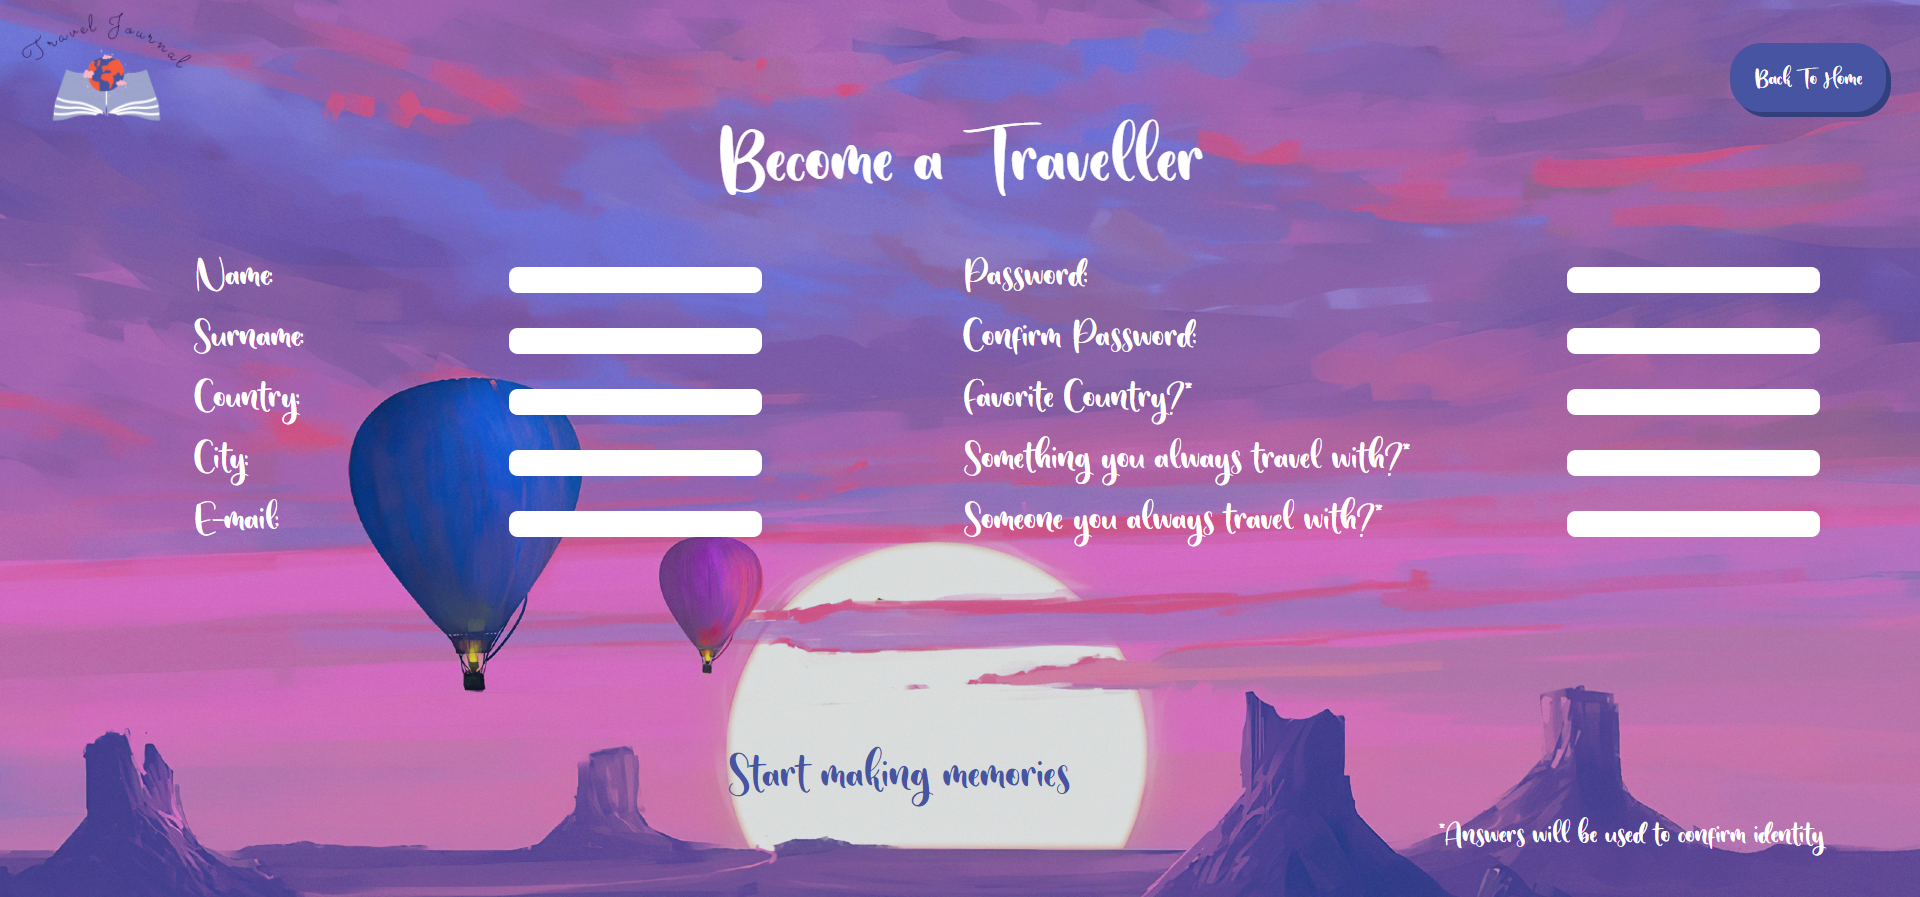 Travel Journal
Back To Home
Become a Traveller
Name:
Surname:
Country:
City:
E-mail:
Password:
Confirm Password:
Favorite Country?*
Something you always travel with?*
Someone you always travel with?*
Start making memories
*Answers will be used to confirm identity